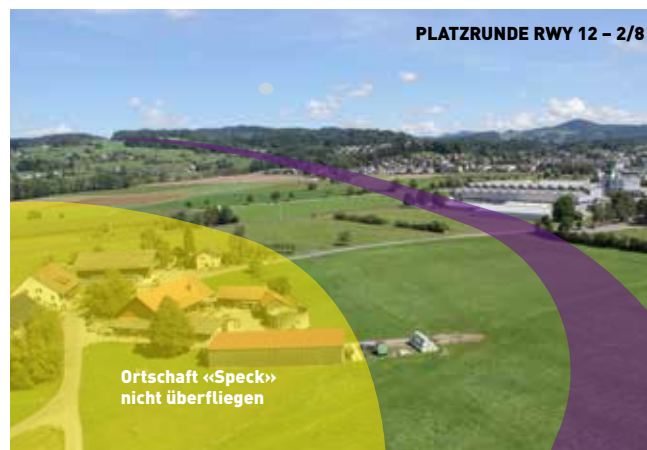 PLATZRUNDE RWY 12 – 2/8
Ortschaft «Speck»
nicht überfliegen